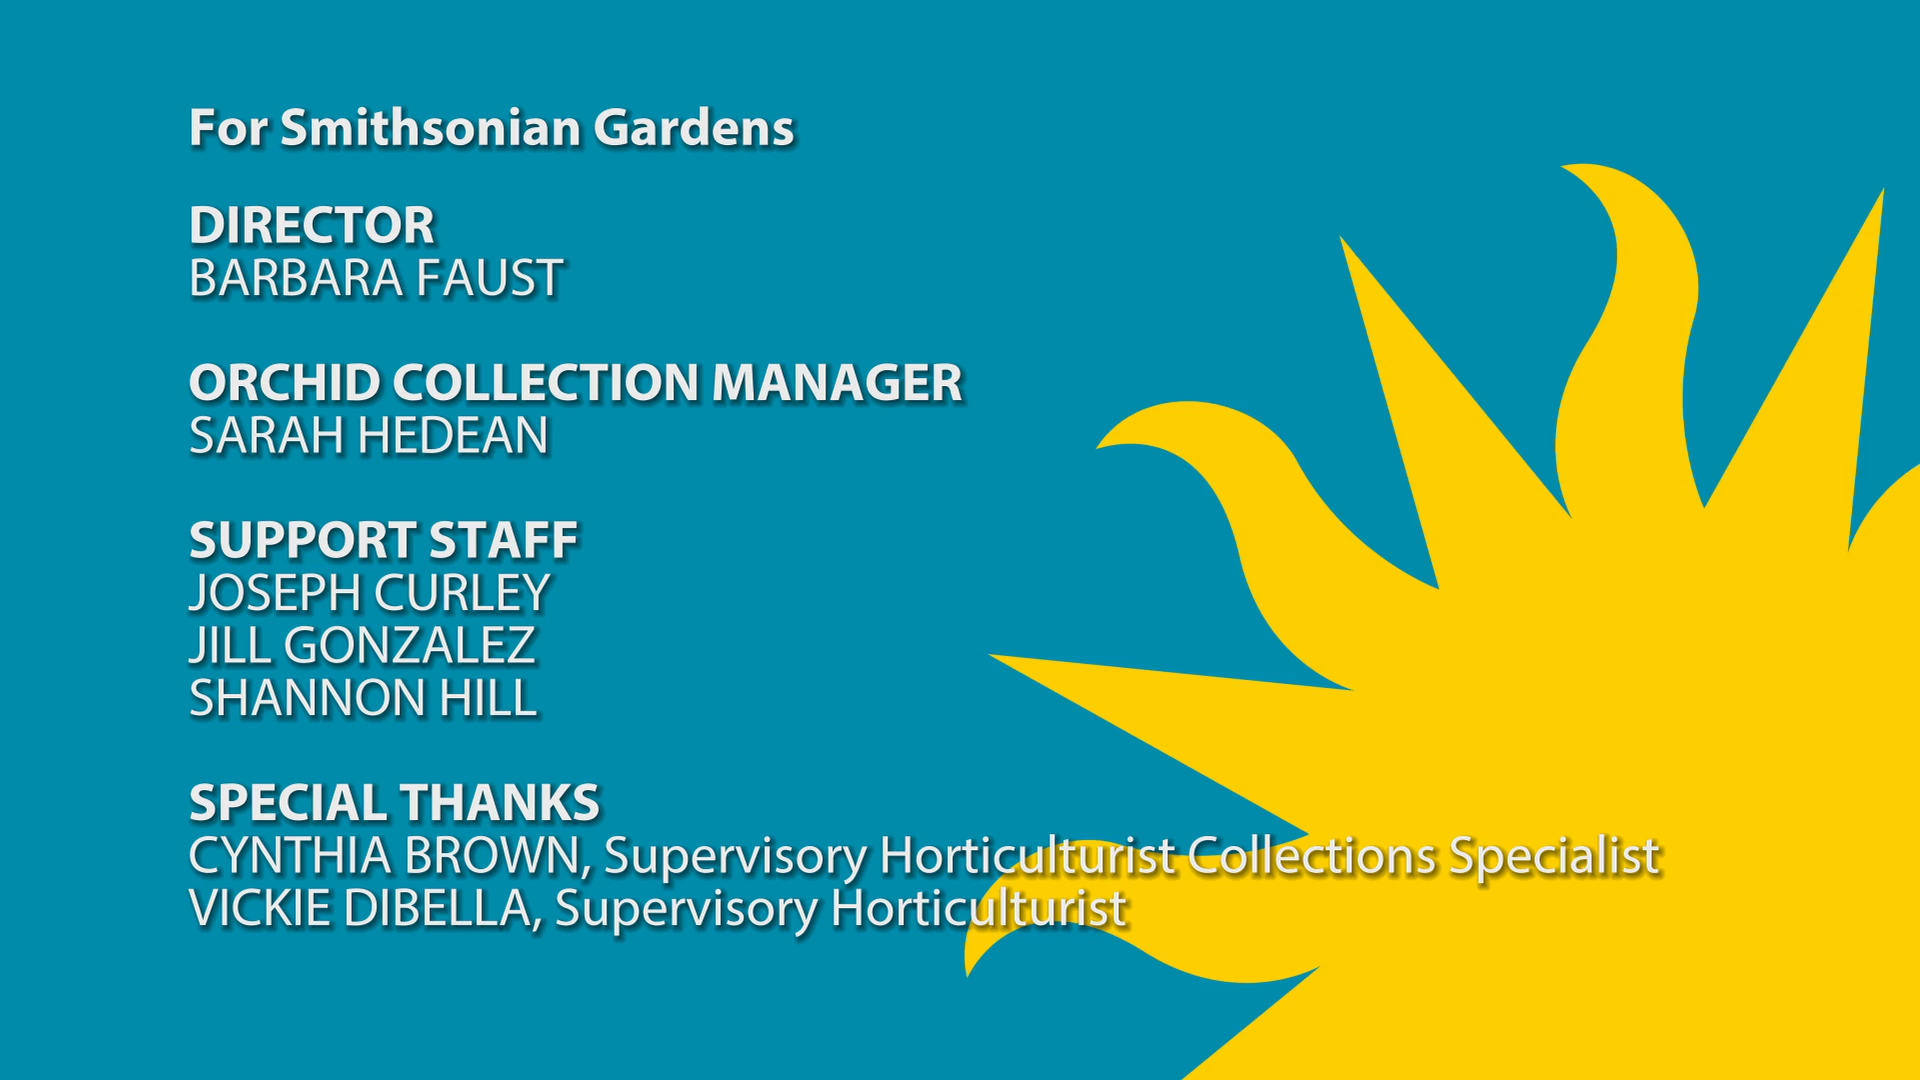 For Smithsonian Gardens
DIRECTOR
BARBARA FAUST
ORCHID COLLECTION MANAGER
SARAH HEDEAN
SUPPORT STAFF
JOSEPH CURLEY
JILL GONZALEZ
SHANNON HILL
SPECIAL THANKS
CYNTHIA BROWN, Supervisory Horticulturist Collections Specialist
VICKIE DIBELLA, Supervisory Horticulturist